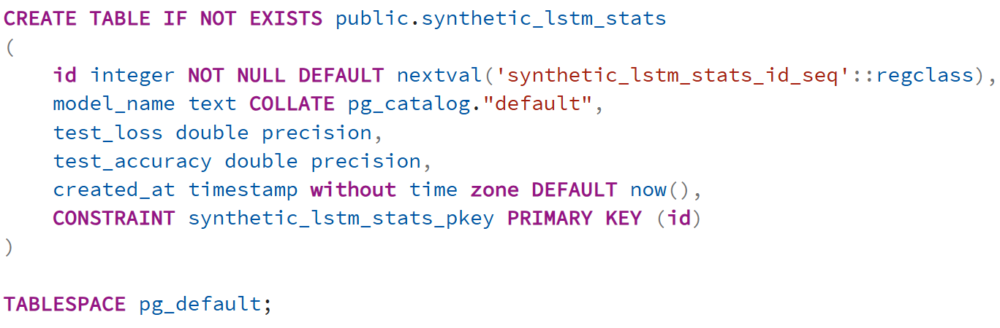 CREATE TABLE IF NOT EXISTS public.synthetic_lstm_stats
(
    id integer NOT NULL DEFAULT nextval('synthetic_lstm_stats_id_seq'::regclass),
    model_name text COLLATE pg_catalog."default",
    test_loss double precision,
    test_accuracy double precision,
    created_at timestamp without time zone DEFAULT now(),
    CONSTRAINT synthetic_lstm_stats_pkey PRIMARY KEY (id)
)
TABLESPACE pg_default;